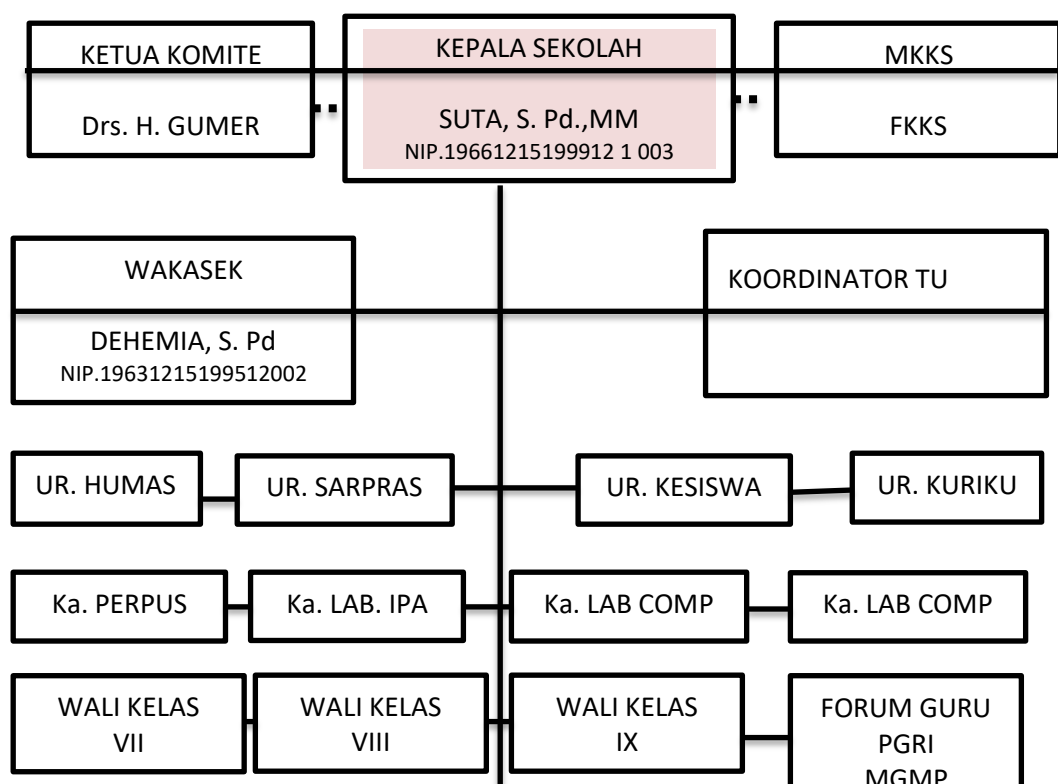 KETUA KOMITE
Drs. H. GUMER
KEPALA SEKOLAH
SUTA, S. Pd.,MM
NIP.19661215199912 1 003
MKKS
FKKS
WAKASEK
DEHEMIA, S. Pd
NIP.19631215199512002
KOORDINATOR TU
UR. HUMAS
UR. SARPRAS
UR. KESISWA
UR. KURIKU
Ka. PERPUS
Ka. LAB. IPA
Ka. LAB COMP
Ka. LAB COMP
WALI KELAS
VII
WALI KELAS
VIII
WALI KELAS
IX
FORUM GURU
PGRI
MGMP